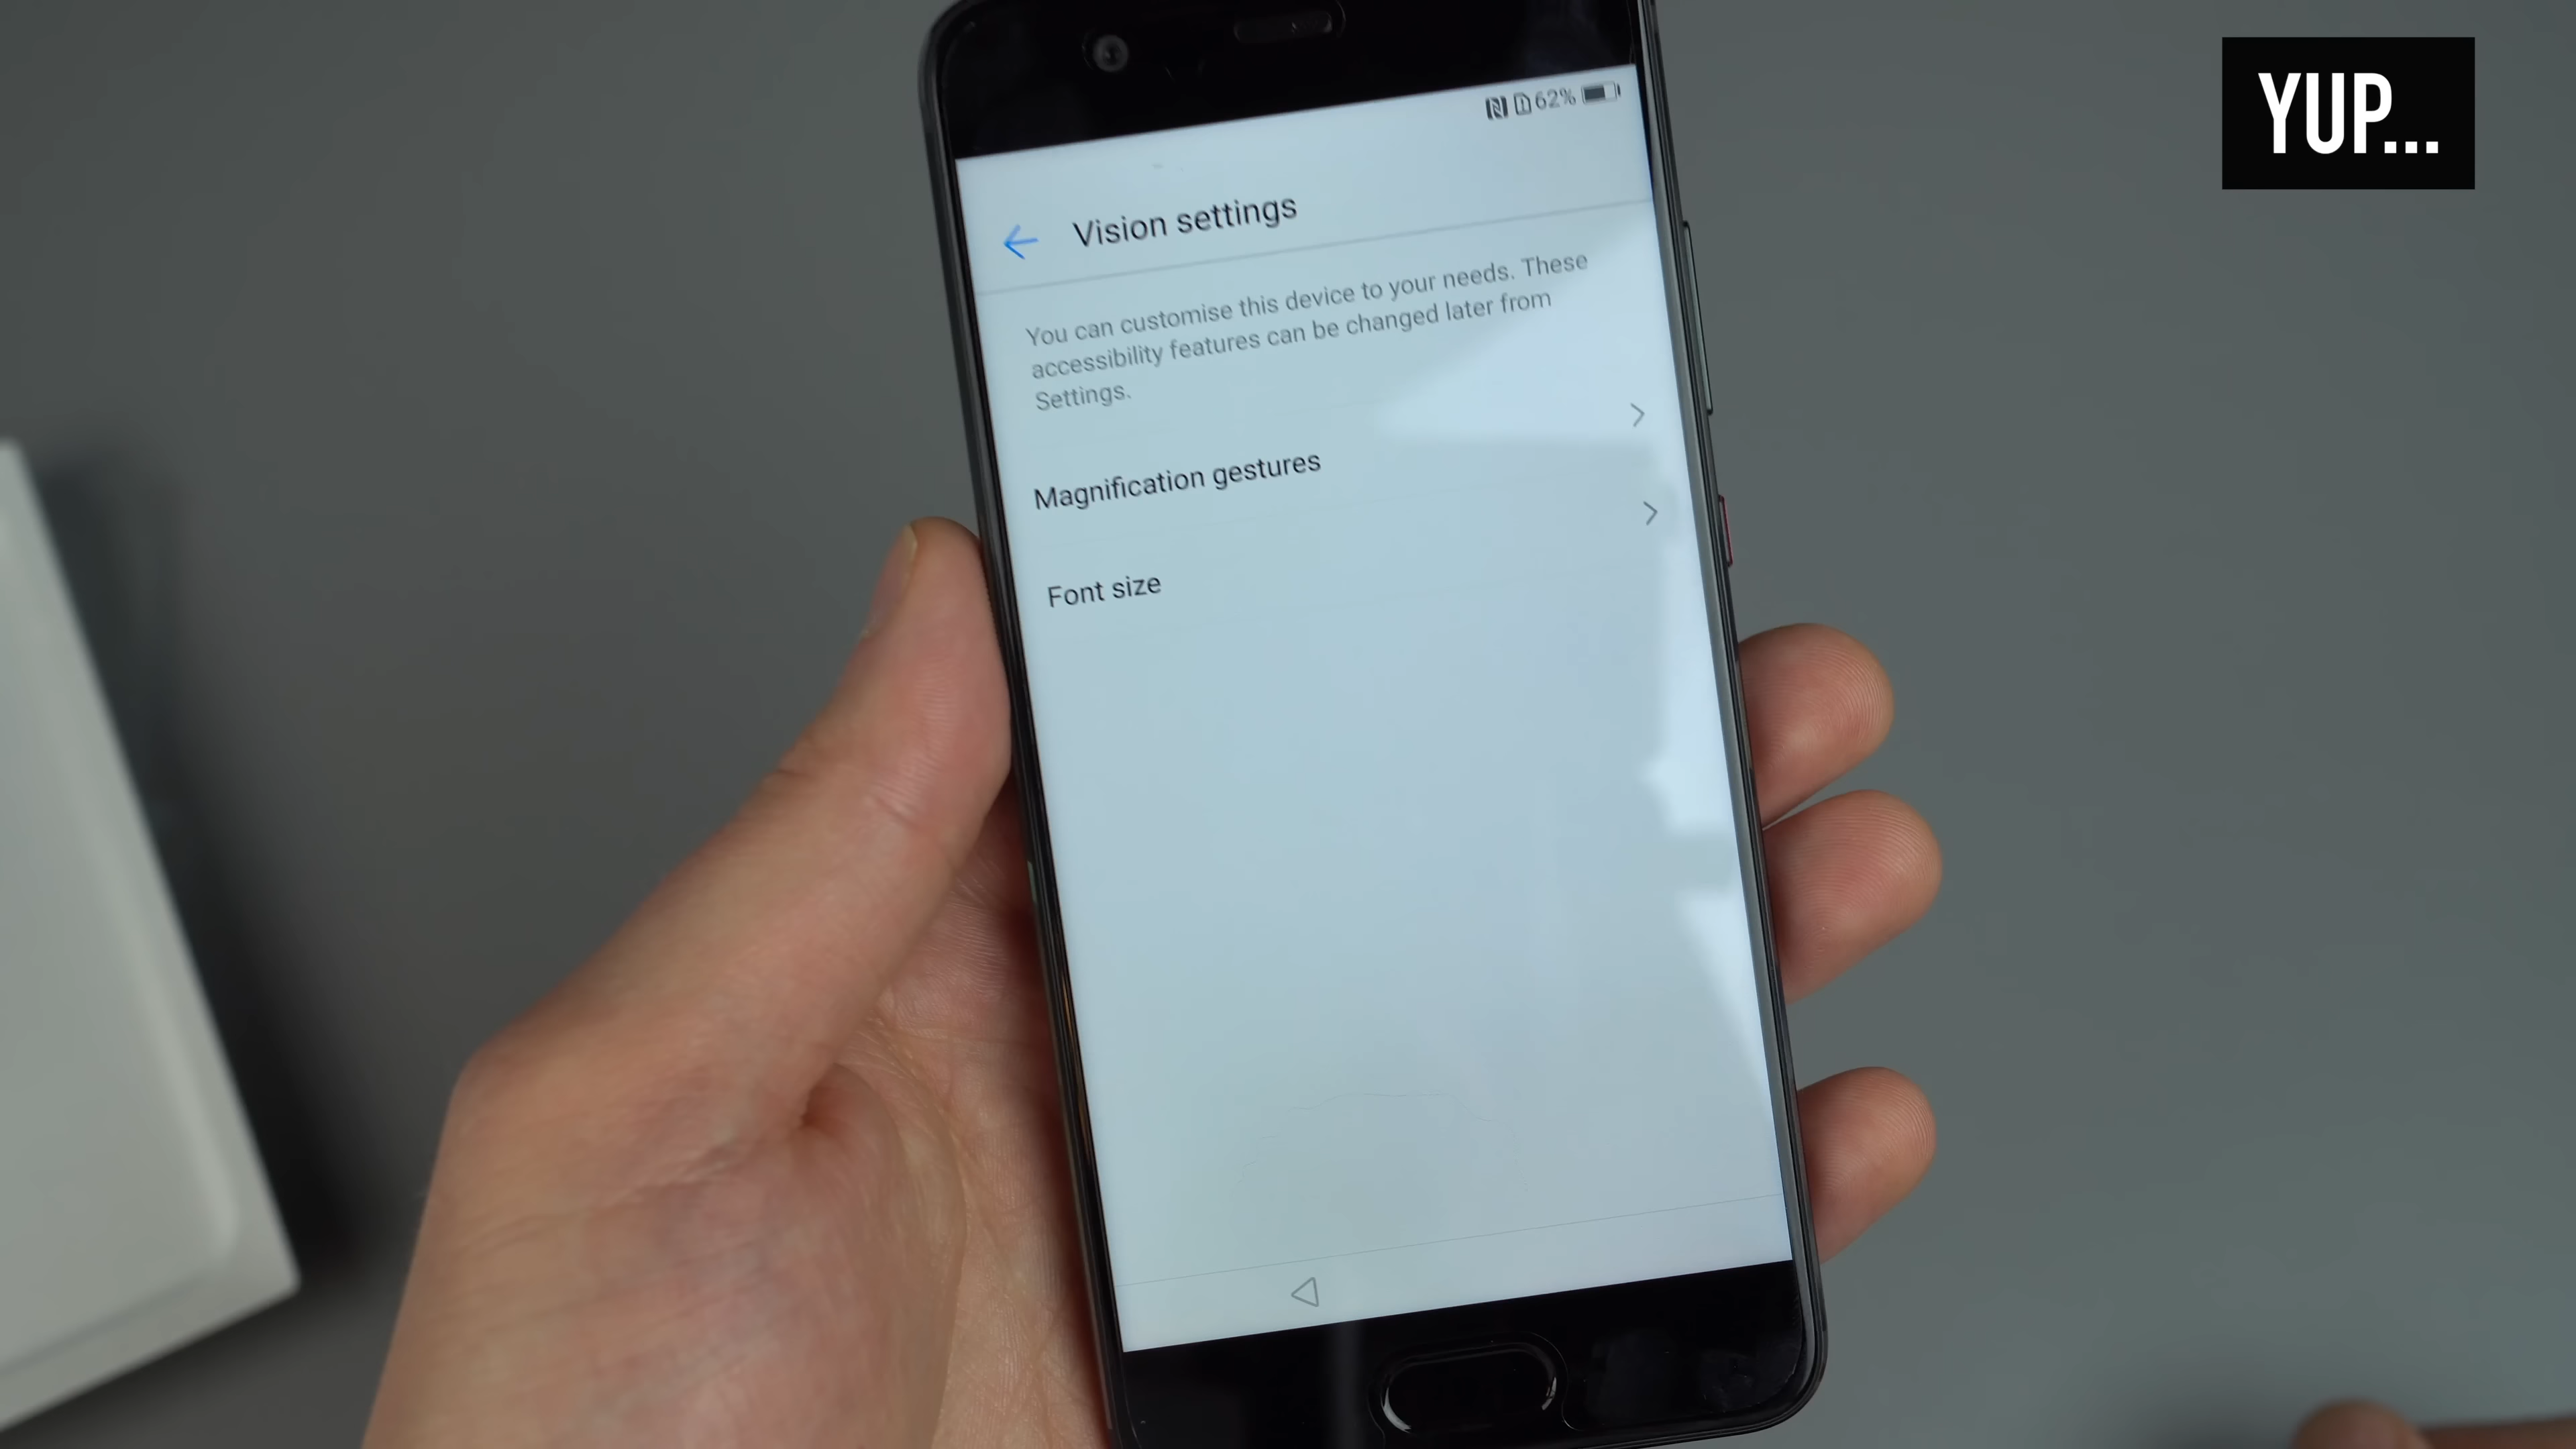 YUP...
62%
Vision settings
You can customise this device to your needs. These
accessibility features can be changed later from
Settings.
Magnification gestures
Font size